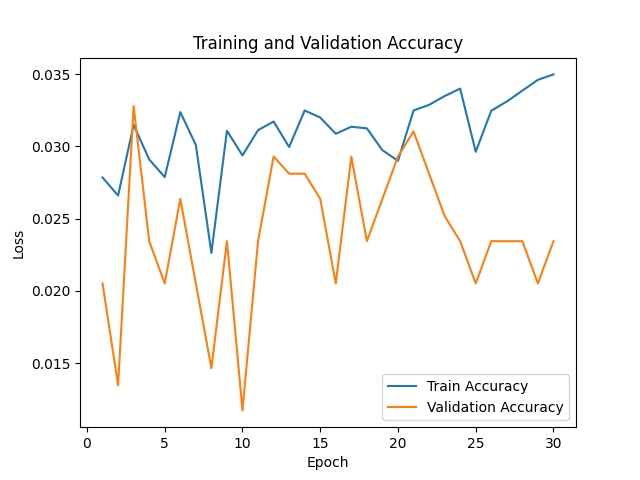 Training and Validation Accuracy
0.035
0.030
0.025
0.020
0.015
Loss
Train Accuracy
Validation Accuracy
0 5 10 15 20 25 30
Epoch